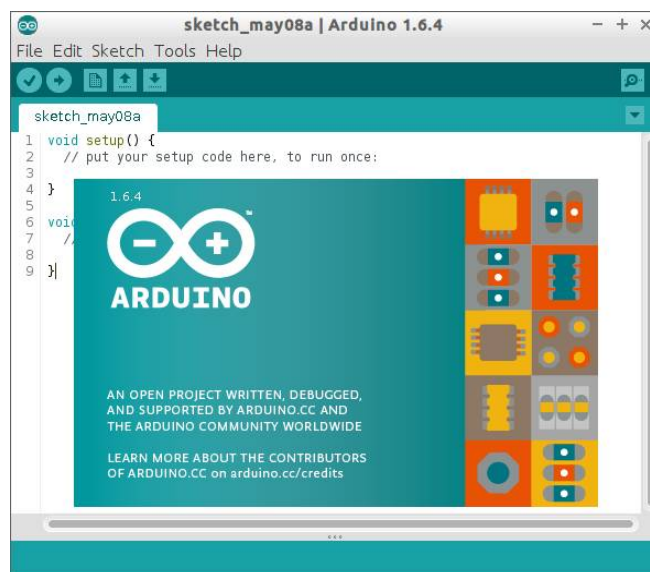 sketch_may08a | Arduino 1.6.4
File Edit Sketch Tools Help
sketch_may08a
1 void setup() {
2 // put your setup code here, to run once:
3
4 }
5
6 void
7 //
8
9 }
1.6.4
™
ARDUINO
AN OPEN PROJECT WRITTEN, DEBUGGED,
AND SUPPORTED BY ARDUINO.CC AND
THE ARDUINO COMMUNITY WORLDWIDE
LEARN MORE ABOUT THE CONTRIBUTORS
OF ARDUINO.CC on arduino.cc/credits